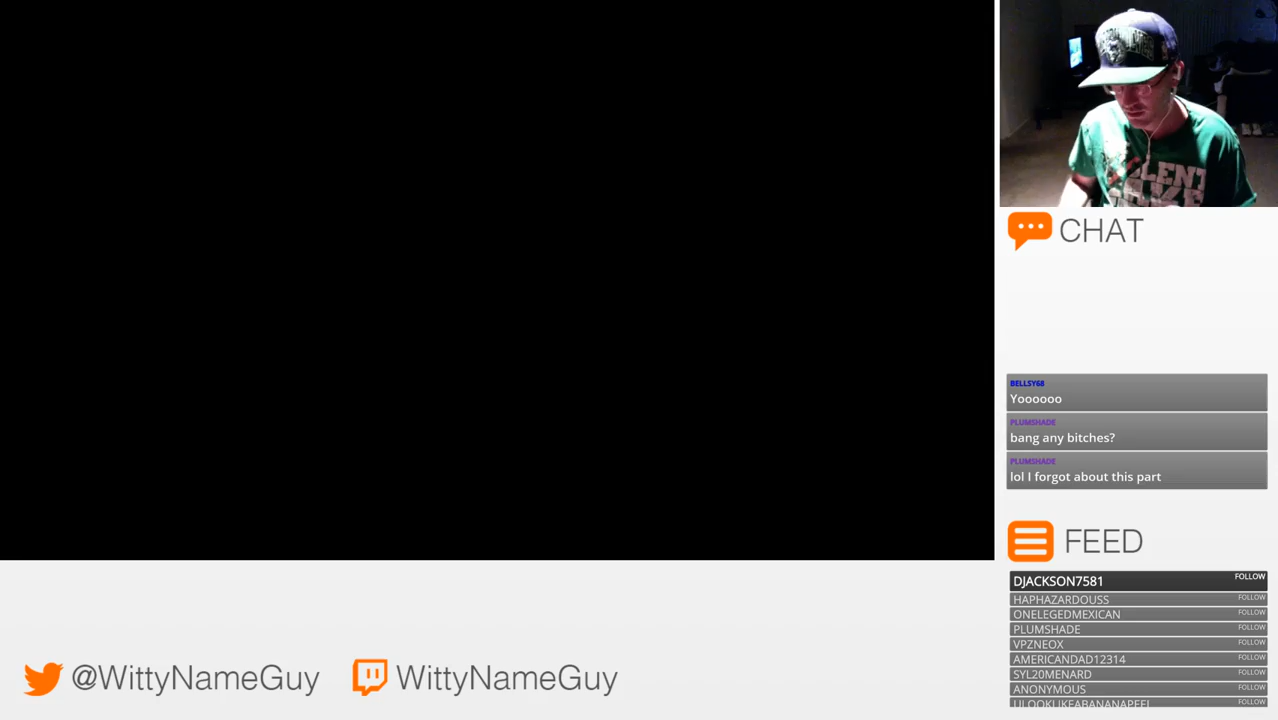 CHAT
BELLSY68
Yoooooo
PLUMSHADE
bang any bitches?
PLUMSHADE
lol I forgot about this part
FEED
DJACKSON7581 FOLLOW
HAPHAZARDOUSS FOLLOW
ONELEGEDMEXICAN FOLLOW
PLUMSHADE FOLLOW
VPZNEOX FOLLOW
AMERICANDAD12314 FOLLOW
SYL20MENARD FOLLOW
ANONYMOUS FOLLOW
ULOOKLIKEABANANAPEEL FOLLOW
@WittyNameGuy WittyNameGuy